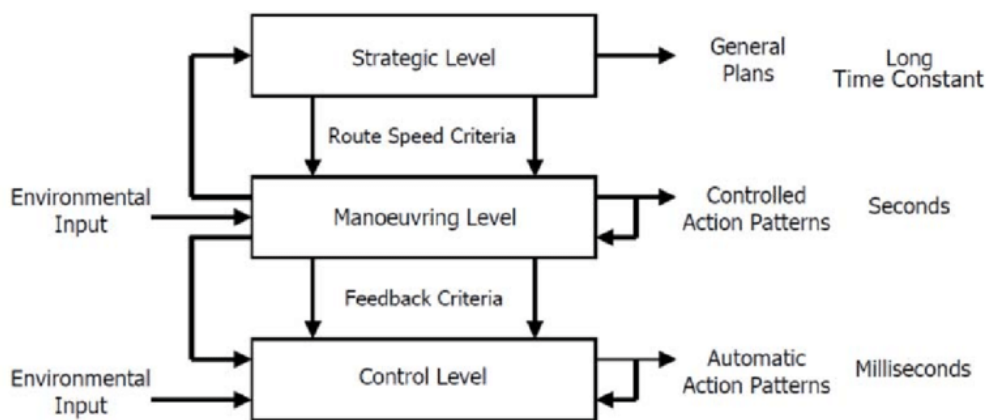 Strategic Level
General
Plans
Long
Time Constant
Route Speed Criteria
Environmental
Input
Manoeuvring Level
Controlled
Action Patterns
Seconds
Feedback Criteria
Environmental
Input
Control Level
Automatic
Action Patterns
Milliseconds